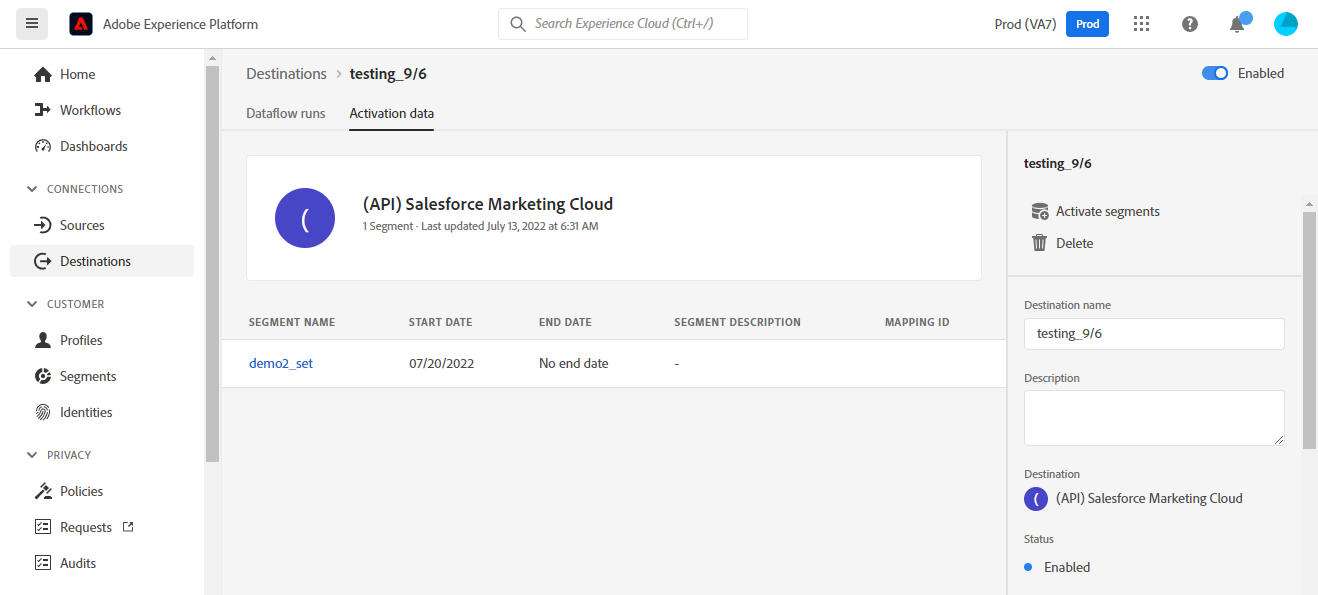 Adobe Experience Platform
Search Experience Cloud (Ctrl+/)
Prod (VA7)
Prod
Home
Workflows
Dashboards
CONNECTIONS
Sources
Destinations
CUSTOMER
Profiles
Segments
Identities
PRIVACY
Policies
Requests
Audits
Destinations > testing_9/6
Enabled
Dataflow runs
Activation data
(
(API) Salesforce Marketing Cloud
1 Segment · Last updated July 13, 2022 at 6:31 AM
SEGMENT NAME START DATE END DATE SEGMENT DESCRIPTION MAPPING ID
demo2_set 07/20/2022 No end date -
testing_9/6
Activate segments
Delete
Destination name
testing_9/6
Description
Destination
( (API) Salesforce Marketing Cloud
Status
Enabled